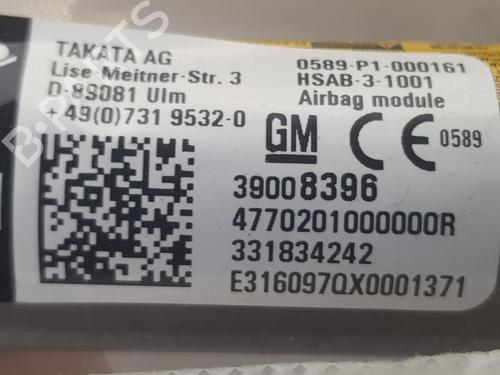 TAKATA AG
Lise-Meitner-Str. 3
D-89081 Ulm
+49(0)731 9532-0
0589-P1-000161
HSAB-3-1001
Airbag module
GM CE 0589
39008396
4770201000000R
331834242
E316097QX0001371